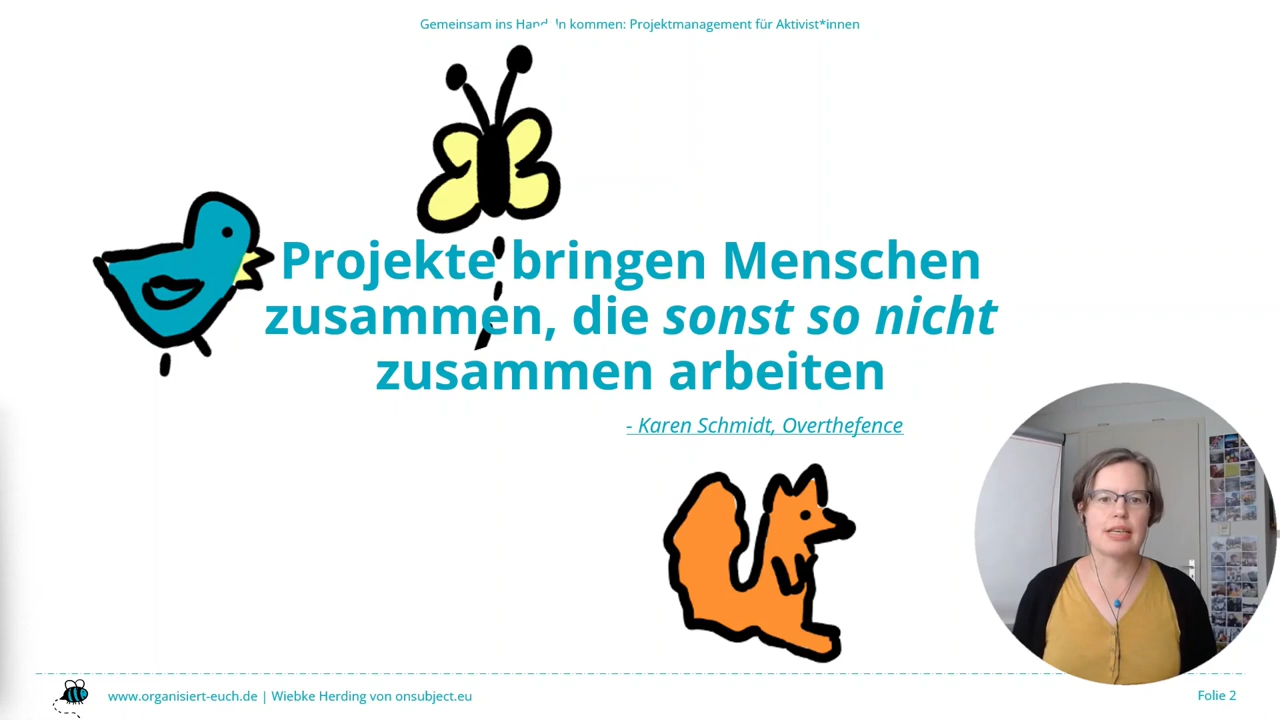 Gemeinsam ins Handeln kommen: Projektmanagement für Aktivist*innen
Projekte bringen Menschen
zusammen, die sonst so nicht
zusammen arbeiten
- Karen Schmidt, Overthefence
www.organisiert-euch.de | Wiebke Herding von onsubject.eu
Folie 2